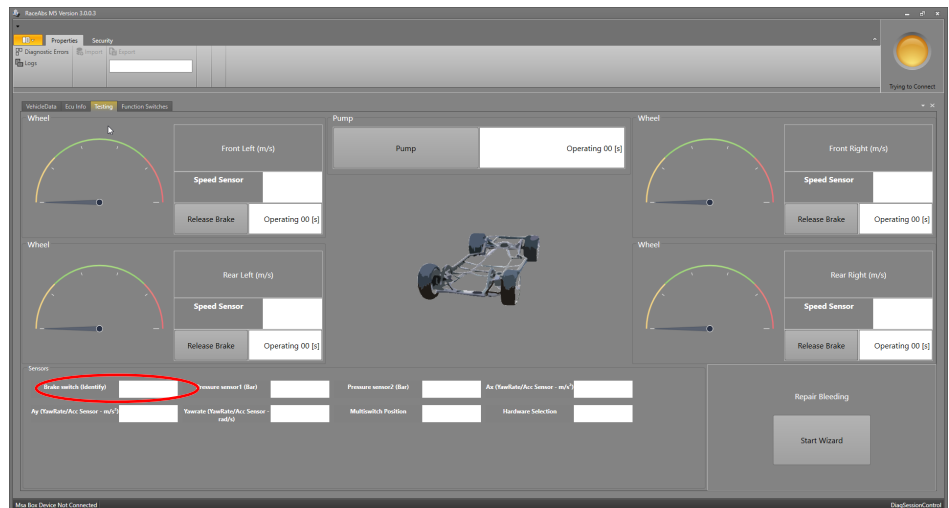 RaceAbs M5 Version 3.0.0.3
Properties Security
Diagnostic Errors Import Export
Logs
Trying to Connect
VehicleData Ecu Info Testing Function Switches
Wheel
Front Left (m/s)
Speed Sensor
Release Brake Operating 00 [s]
Pump
Pump Operating 00 [s]
Wheel
Front Right (m/s)
Speed Sensor
Release Brake Operating 00 [s]
Wheel
Rear Left (m/s)
Speed Sensor
Release Brake Operating 00 [s]
Wheel
Rear Right (m/s)
Speed Sensor
Release Brake Operating 00 [s]
Sensors
Brake switch (Identify) Pressure sensor1 (Bar) Pressure sensor2 (Bar) Ax (YawRate/Acc Sensor - m/s²)
Ay (YawRate/Acc Sensor - m/s²) Yawrate (YawRate/Acc Sensor -
rad/s) Multiswitch Position Hardware Selection
Repair Bleeding
Start Wizard
Msa Box Device Not Connected DiagSessionControl